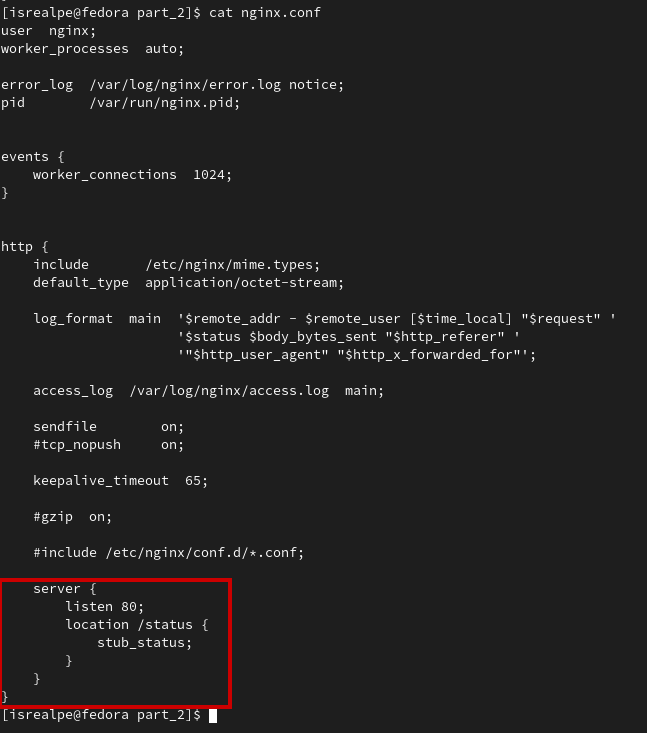 [isrealpe@fedora part_2]$ cat nginx.conf
user  nginx;
worker_processes  auto;
error_log  /var/log/nginx/error.log notice;
pid        /var/run/nginx.pid;
events {
    worker_connections  1024;
}
http {
    include       /etc/nginx/mime.types;
    default_type  application/octet-stream;
    log_format  main  '$remote_addr - $remote_user [$time_local] "$request" '
                      '$status $body_bytes_sent "$http_referer" '
                      '"$http_user_agent" "$http_x_forwarded_for"';
    access_log  /var/log/nginx/access.log  main;
    sendfile        on;
    #tcp_nopush     on;
    keepalive_timeout  65;
    #gzip  on;
    #include /etc/nginx/conf.d/*.conf;
    server {
        listen 80;
        location /status {
            stub_status;
        }
    }
}
[isrealpe@fedora part_2]$